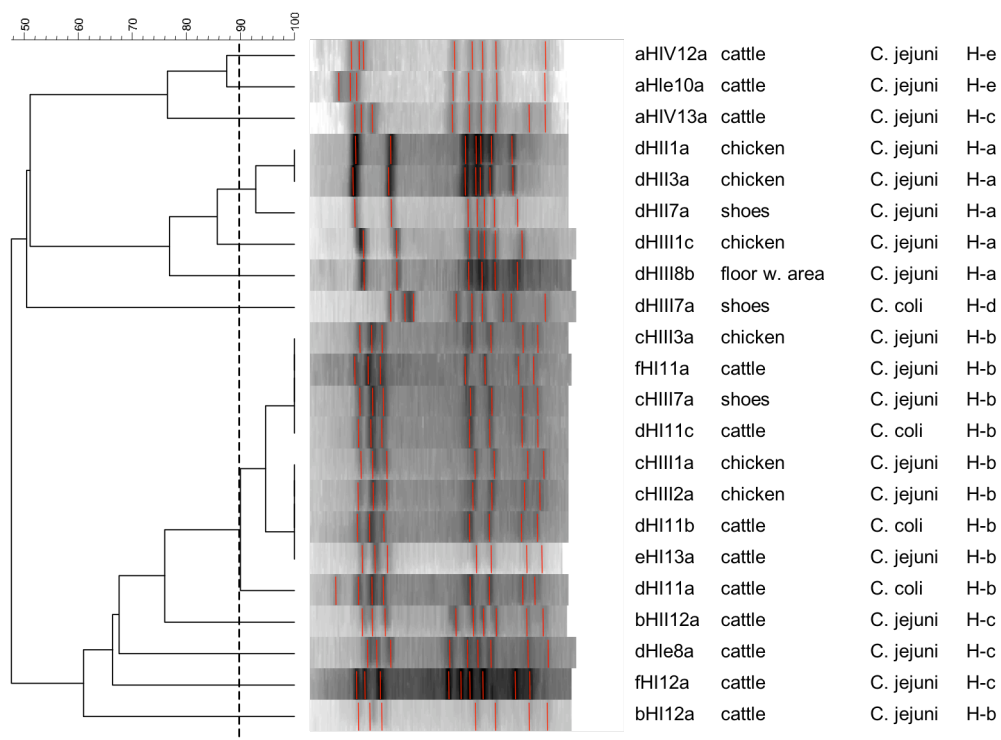 50 60 70 80 90 100
aHIV12a cattle C. jejuni H-e
aHIe10a cattle C. jejuni H-e
aHIV13a cattle C. jejuni H-c
dHII1a chicken C. jejuni H-a
dHII3a chicken C. jejuni H-a
dHII7a shoes C. jejuni H-a
dHIII1c chicken C. jejuni H-a
dHIII8b floor w. area C. jejuni H-a
dHIII7a shoes C. coli H-d
cHIII3a chicken C. jejuni H-b
fHI11a cattle C. jejuni H-b
cHIII7a shoes C. jejuni H-b
dHI11c cattle C. coli H-b
cHIII1a chicken C. jejuni H-b
cHIII2a chicken C. jejuni H-b
dHI11b cattle C. coli H-b
eHI13a cattle C. jejuni H-b
dHI11a cattle C. coli H-b
bHII12a cattle C. jejuni H-c
dHIe8a cattle C. jejuni H-c
fHI12a cattle C. jejuni H-c
bHI12a cattle C. jejuni H-b